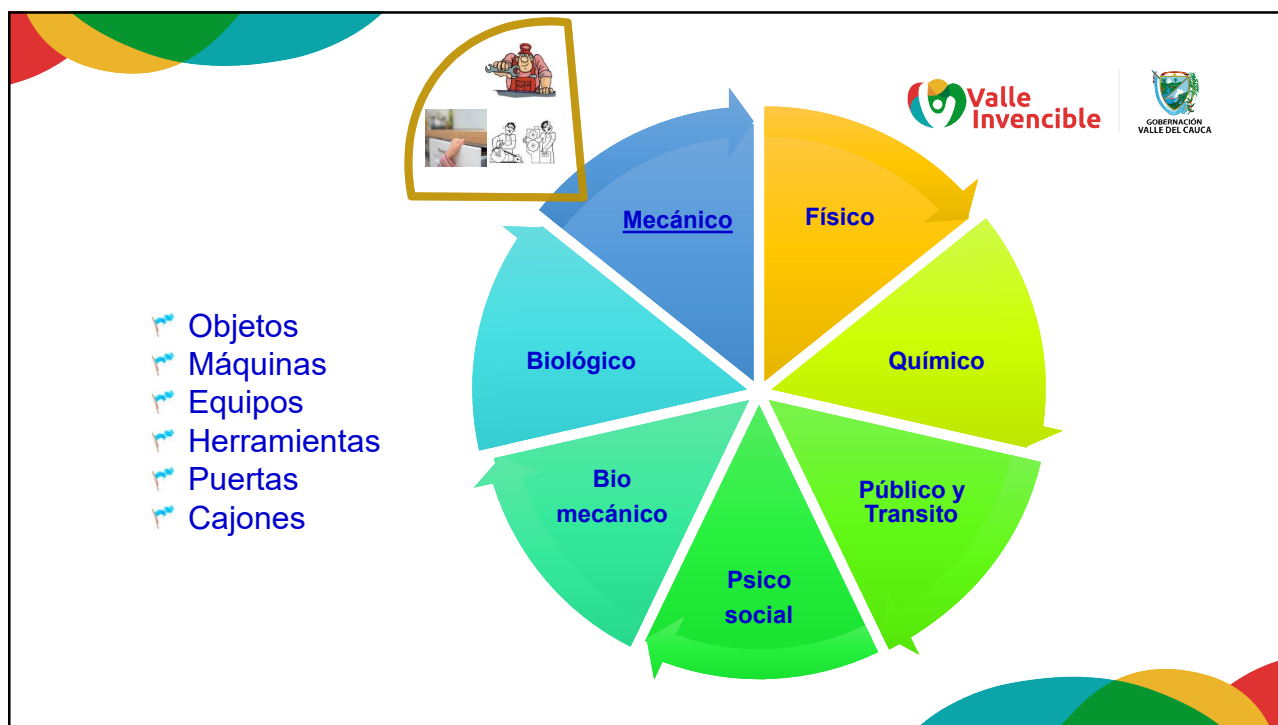 Valle
Invencible
GOBERNACIÓN
VALLE DEL CAUCA
Mecánico
Físico
Biológico
Químico
Bio
mecánico
Público y
Transito
Psico
social
Objetos
Máquinas
Equipos
Herramientas
Puertas
Cajones